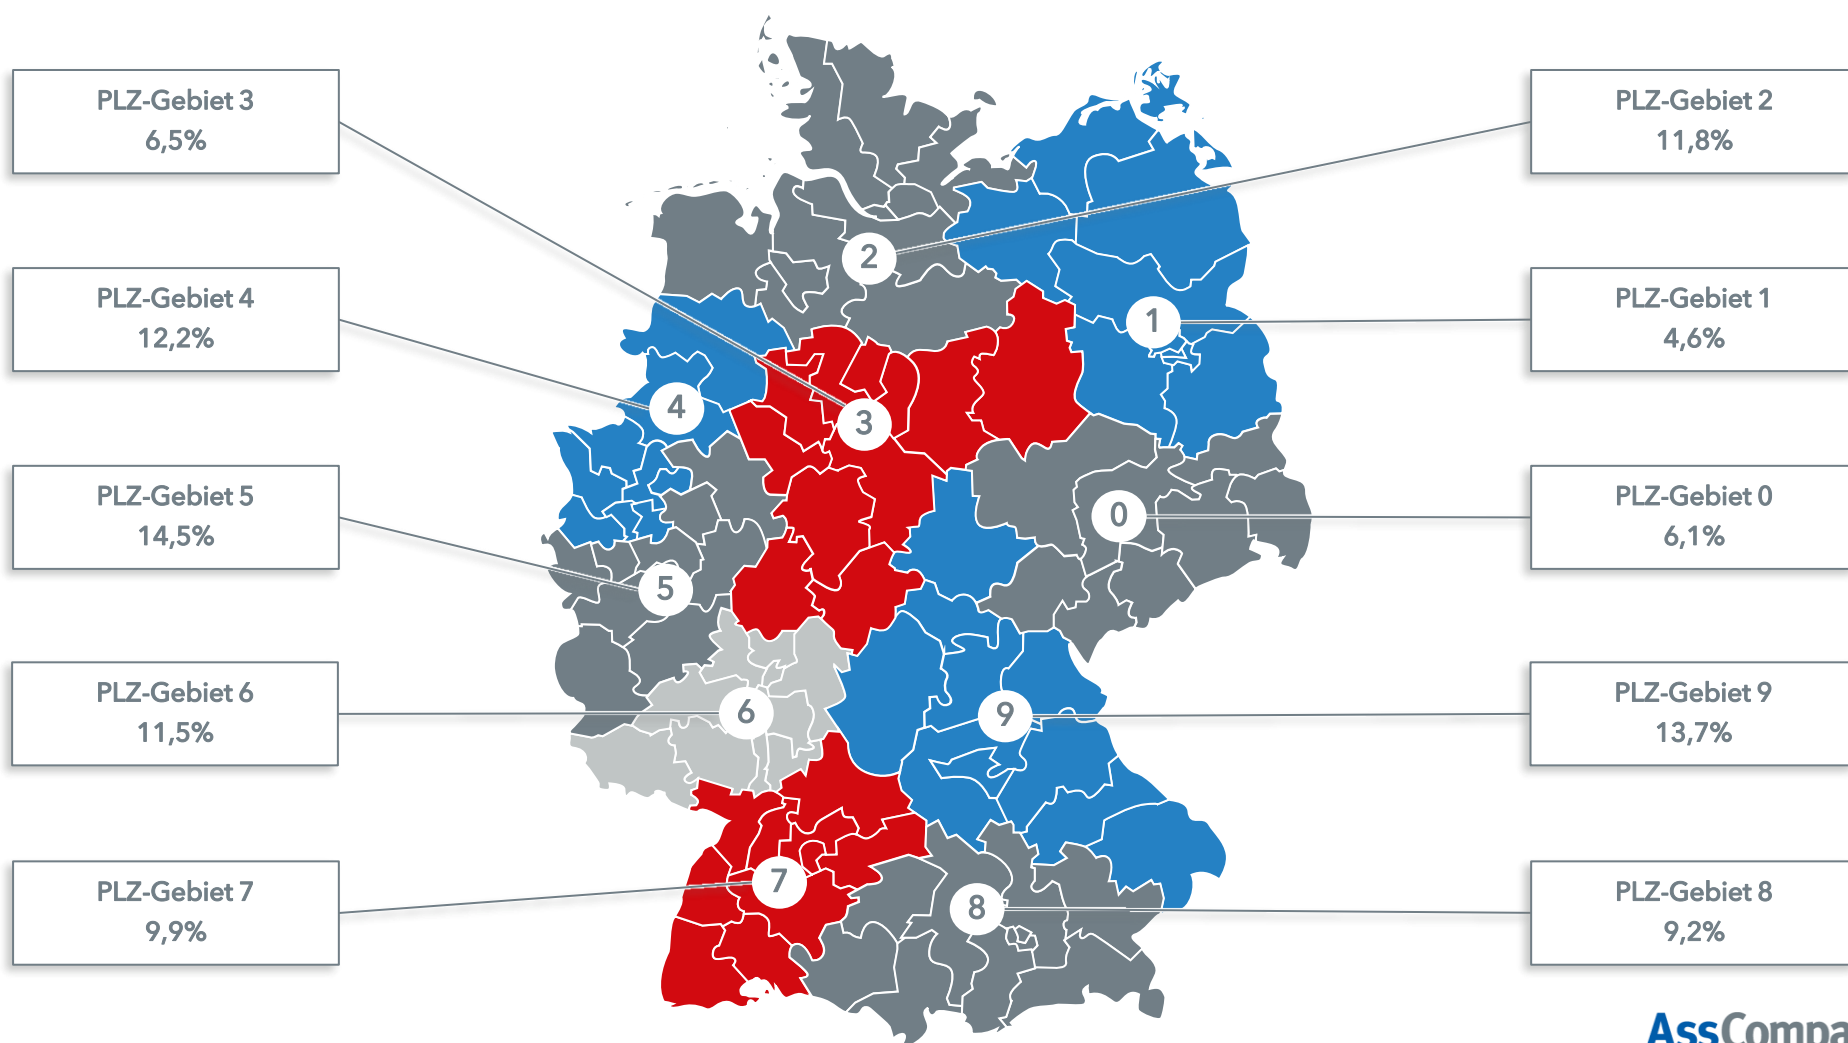 PLZ-Gebiet 3
6,5%
PLZ-Gebiet 4
12,2%
PLZ-Gebiet 5
14,5%
PLZ-Gebiet 6
11,5%
PLZ-Gebiet 7
9,9%
2
1
3
4
0
5
6
9
7
8
PLZ-Gebiet 2
11,8%
PLZ-Gebiet 1
4,6%
PLZ-Gebiet 0
6,1%
PLZ-Gebiet 9
13,7%
PLZ-Gebiet 8
9,2%
AssCompa